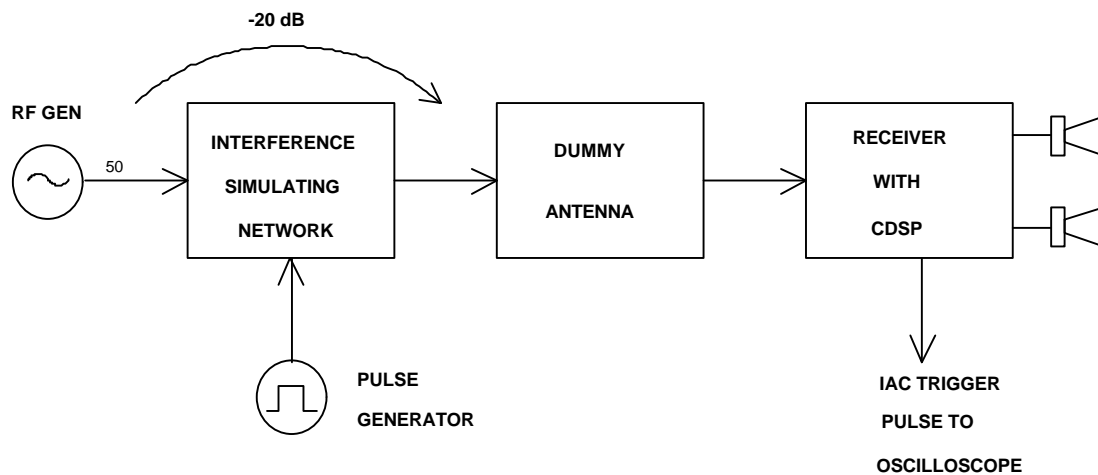 -20 dB
RF GEN
50
INTERFERENCE
SIMULATING
NETWORK
DUMMY
ANTENNA
RECEIVER
WITH
CDSP
PULSE
GENERATOR
IAC TRIGGER
PULSE TO
OSCILLOSCOPE